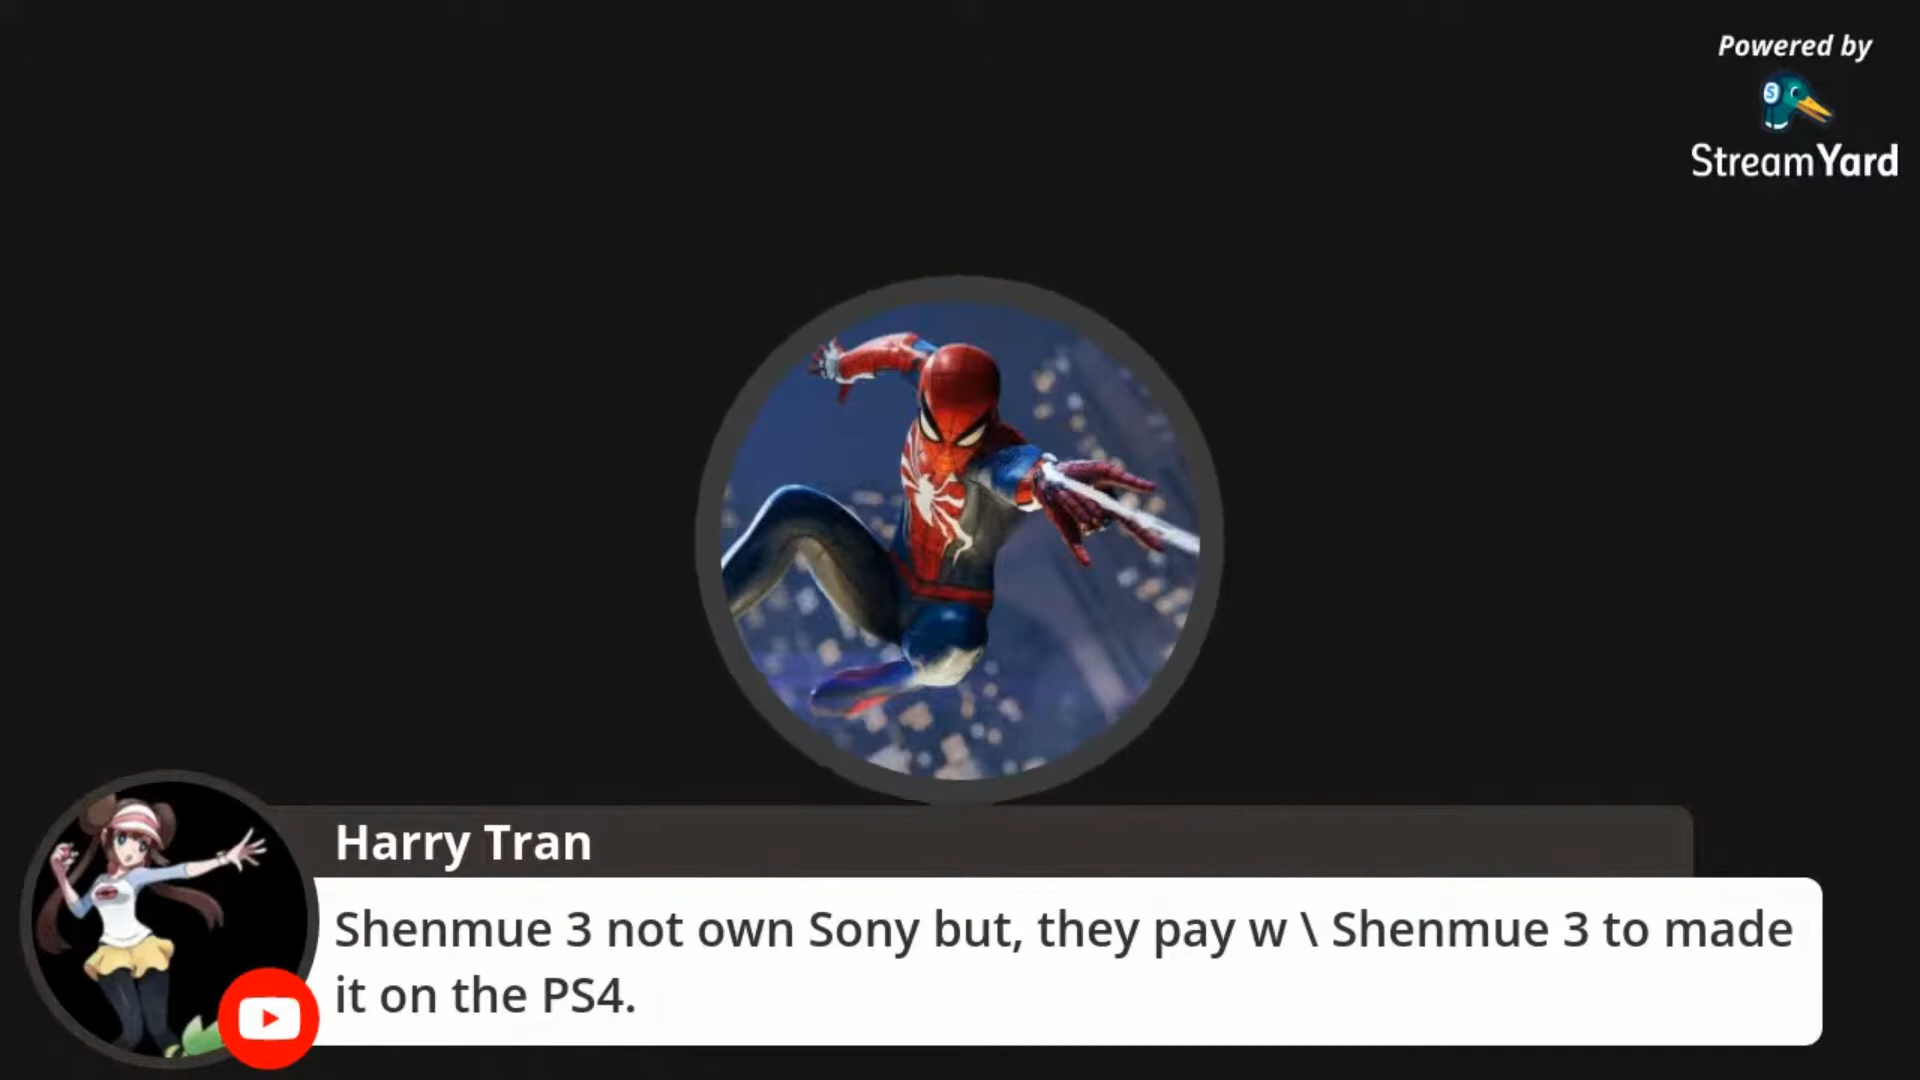 Powered by
StreamYard
Harry Tran
Shenmue 3 not own Sony but, they pay w \ Shenmue 3 to made
it on the PS4.